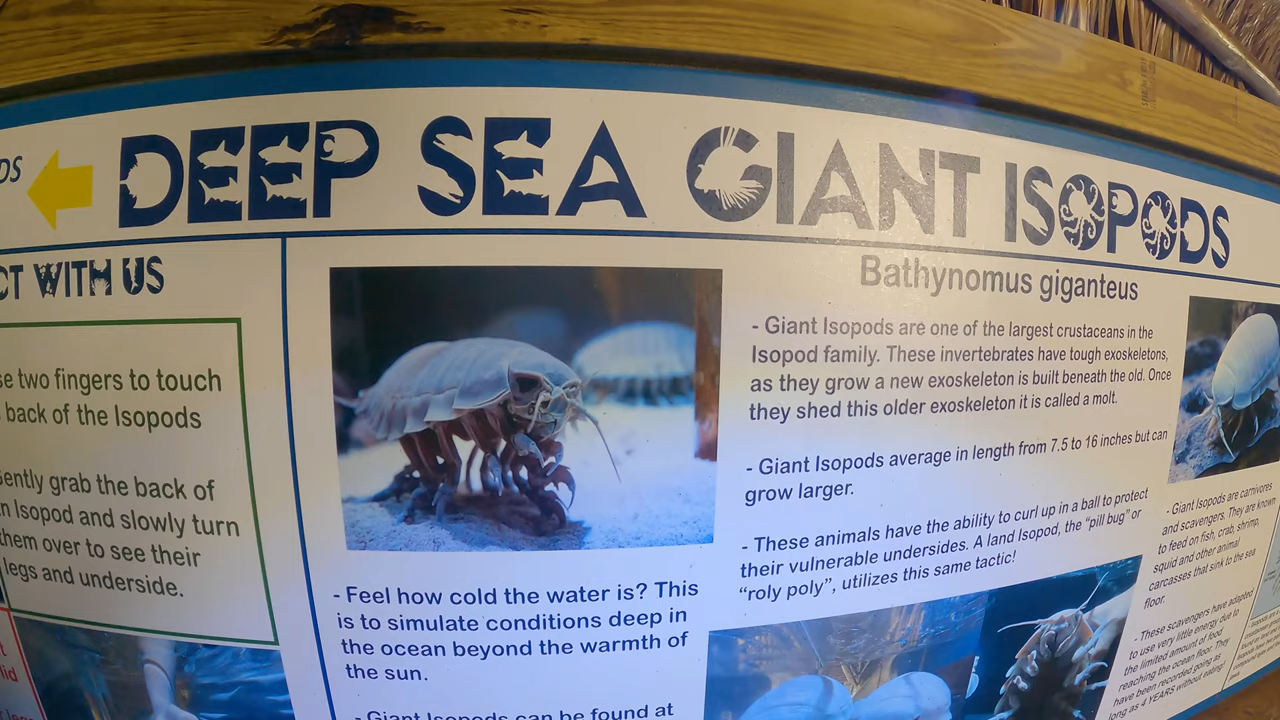 DS
DEEP SEA GIANT ISOPODS
CT WITH US
se two fingers to touch
back of the Isopods
Gently grab the back of
n Isopod and slowly turn
them over to see their
legs and underside.
- Feel how cold the water is? This
is to simulate conditions deep in
the ocean beyond the warmth of
the sun.
- Giant Isopods can be found at
Bathynomus giganteus
- Giant Isopods are one of the largest crustaceans in the
Isopod family. These invertebrates have tough exoskeletons,
as they grow a new exoskeleton is built beneath the old. Once
they shed this older exoskeleton it is called a molt.
- Giant Isopods average in length from 7.5 to 16 inches but can
grow larger.
- These animals have the ability to curl up in a ball to protect
their vulnerable undersides. A land Isopod, the "pill bug" or
"roly poly", utilizes this same tactic!
- Giant Isopods are carnivores
and scavengers. They are known
to feed on fish, crab, shrimp,
squid and other animal
carcasses that sink to the sea
floor.
- These scavengers have adapted
to use very little energy due to
the limited amount of food
reaching the ocean floor. They
have been recorded going as
long as 4 YEARS without eating!